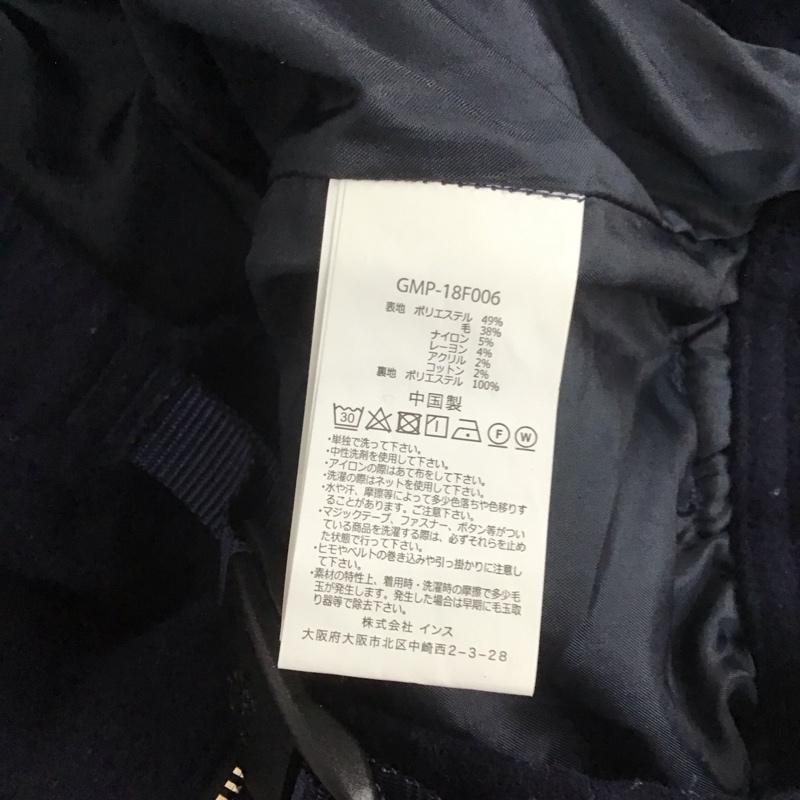 GMP-18F006
表地 ポリエステル 49%
毛 38%
ナイロン 5%
レーヨン 4%
アクリル 2%
コットン 2%
裏地 ポリエステル 100%
中国製
30 F W
・単独で洗って下さい。
・中性洗剤を使用して下さい。
・アイロンの際はあて布をして下さい。
・洗濯の際はネットを使用して下さい。
・水や汗、摩擦等によって多少色落ちや色移りす
ることがあります。ご注意下さい。
・マジックテープ、ファスナー、ボタン等がつい
ている商品を洗濯する際は、必ずそれらを止め
た状態で行って下さい。
・ヒモやベルトの巻き込みや引っ掛かりに注意し
て下さい。
・素材の特性上、着用時・洗濯時の摩擦で多少毛
玉が発生します。発生した場合は早期に毛玉取
り器等で除去下さい。
株式会社 インス
大阪府大阪市北区中崎西2-3-28